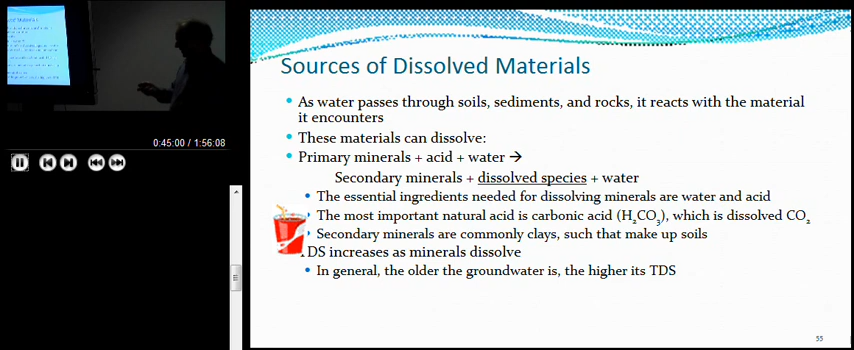 Sources of Dissolved Materials
As water passes through soils, sediments, and rocks, it reacts with the material
it encounters
These materials can dissolve:
Primary minerals + acid + water →
Secondary minerals + dissolved species + water
The essential ingredients needed for dissolving minerals are water and acid
The most important natural acid is carbonic acid (H₂CO₃), which is dissolved CO₂
Secondary minerals are commonly clays, such that make up soils
TDS increases as minerals dissolve
In general, the older the groundwater is, the higher its TDS
55
0:45:00 / 1:56:08